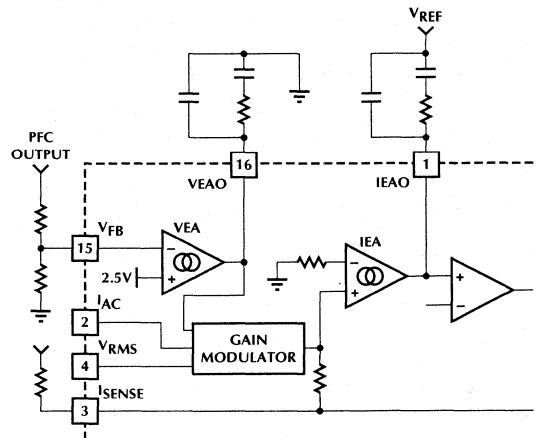 VREF
PFC
OUTPUT
16
1
VEAO
IEAO
VFB
VEA
15
−
2.5V
+
IEA
−
+
+
−
IAC
2
GAIN
MODULATOR
VRMS
4
ISENSE
3